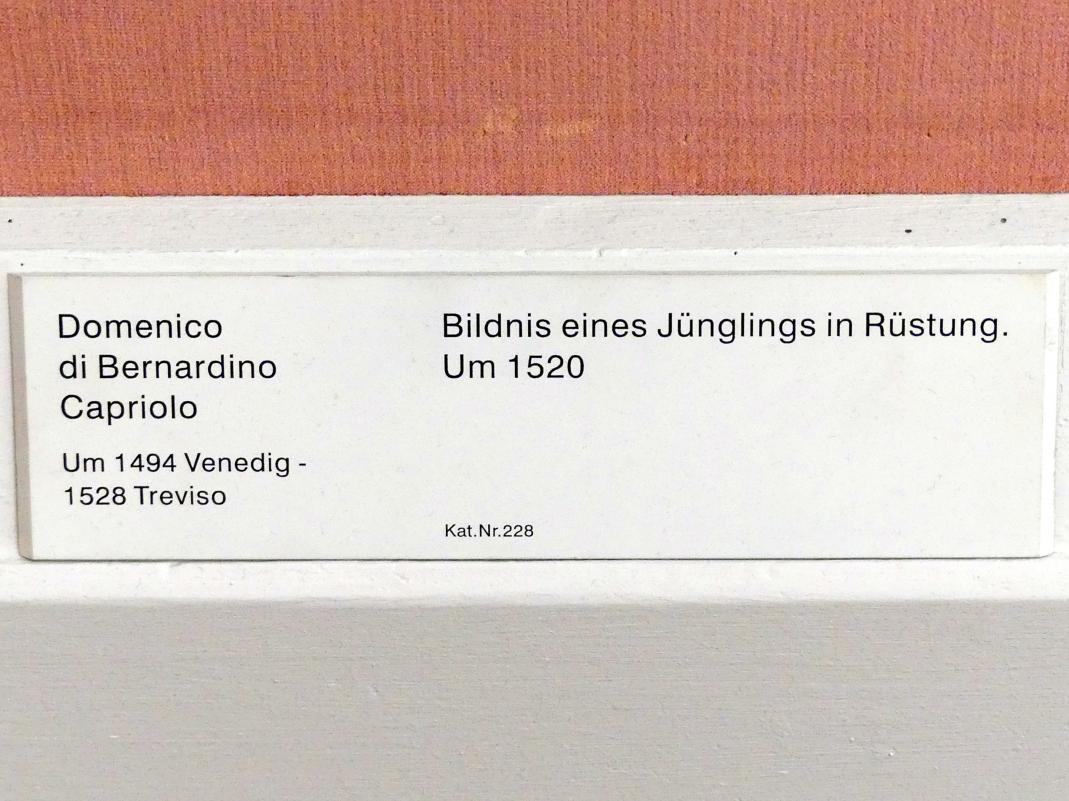 Domenico
di Bernardino
Capriolo
Um 1494 Venedig -
1528 Treviso
Bildnis eines Jünglings in Rüstung.
Um 1520
Kat.Nr.228